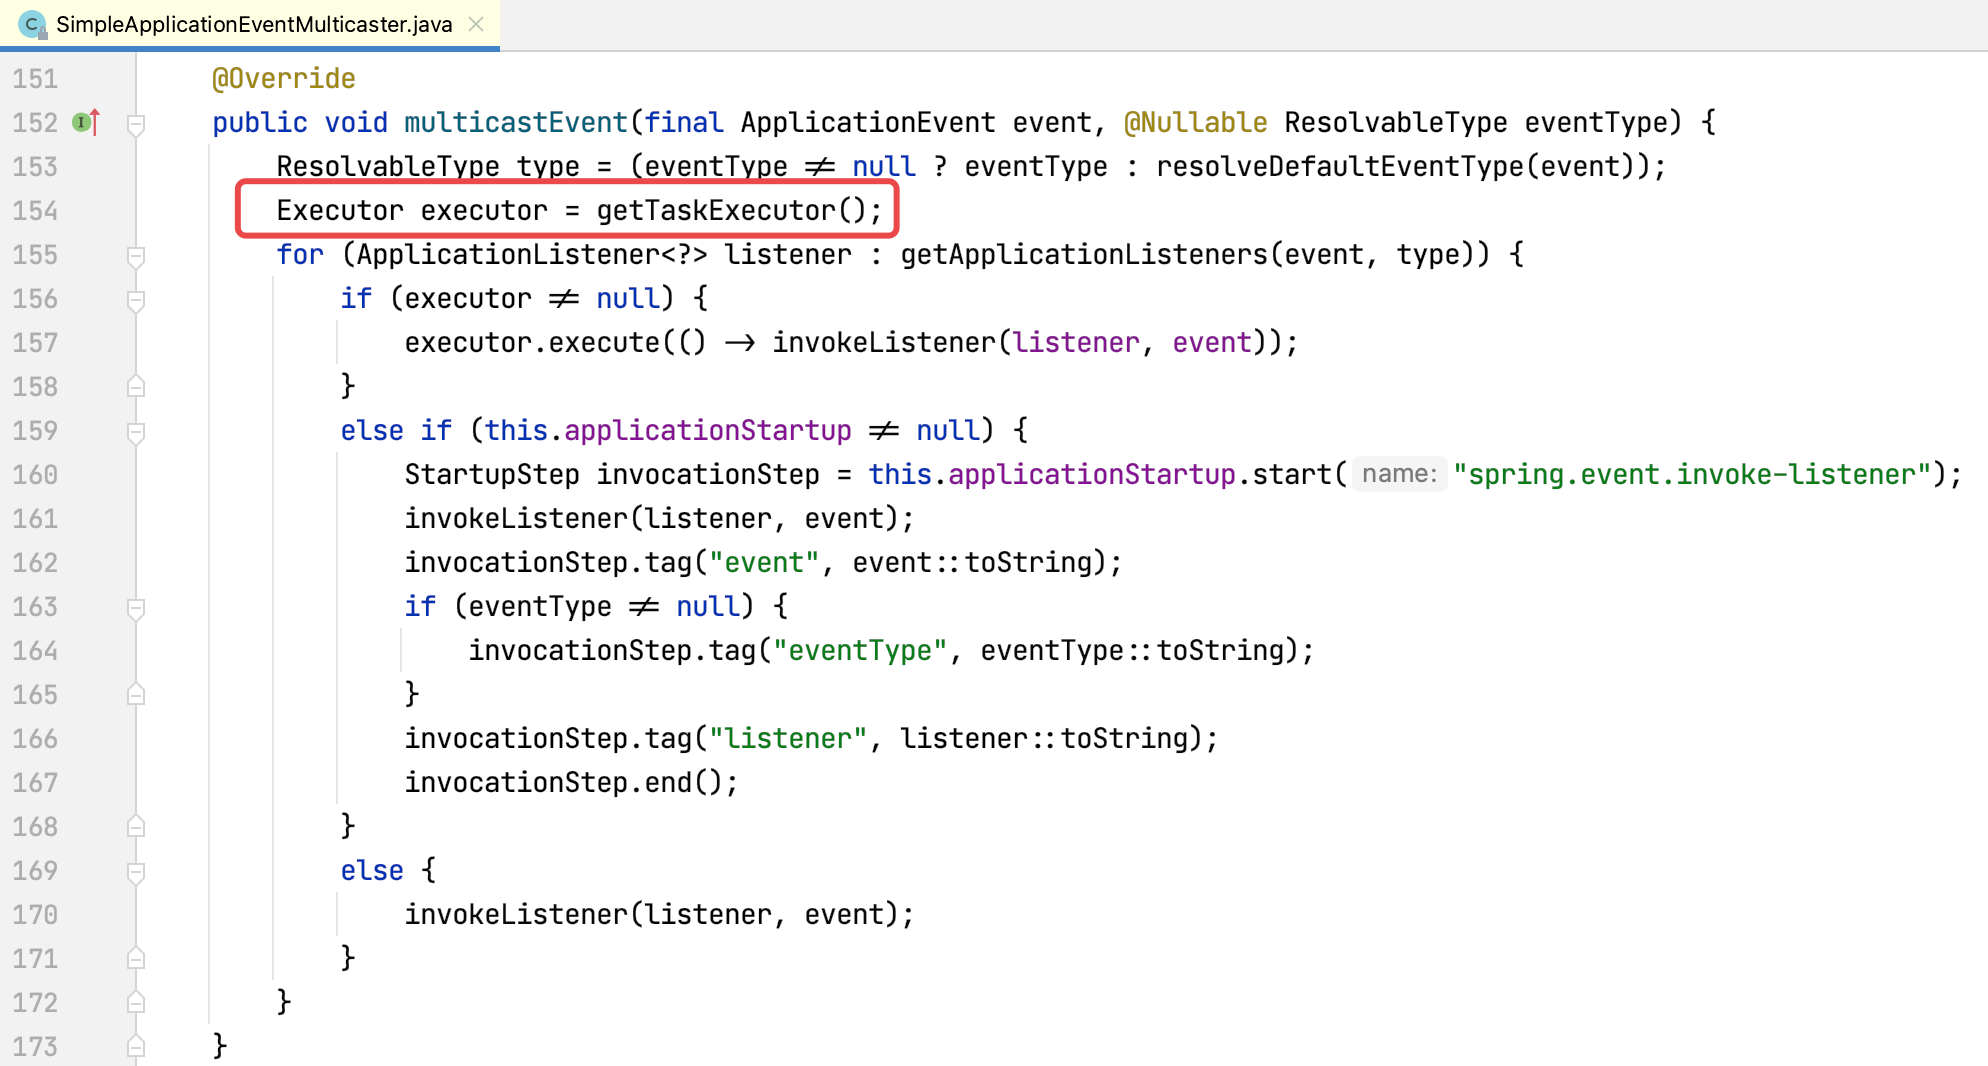 SimpleApplicationEventMulticaster.java
151 @Override
152 public void multicastEvent(final ApplicationEvent event, @Nullable ResolvableType eventType) {
153 ResolvableType type = (eventType != null ? eventType : resolveDefaultEventType(event));
154 Executor executor = getTaskExecutor();
155 for (ApplicationListener<?> listener : getApplicationListeners(event, type)) {
156 if (executor != null) {
157 executor.execute(() -> invokeListener(listener, event));
158 }
159 else if (this.applicationStartup != null) {
160 StartupStep invocationStep = this.applicationStartup.start( name: "spring.event.invoke-listener");
161 invokeListener(listener, event);
162 invocationStep.tag("event", event::toString);
163 if (eventType != null) {
164 invocationStep.tag("eventType", eventType::toString);
165 }
166 invocationStep.tag("listener", listener::toString);
167 invocationStep.end();
168 }
169 else {
170 invokeListener(listener, event);
171 }
172 }
173 }